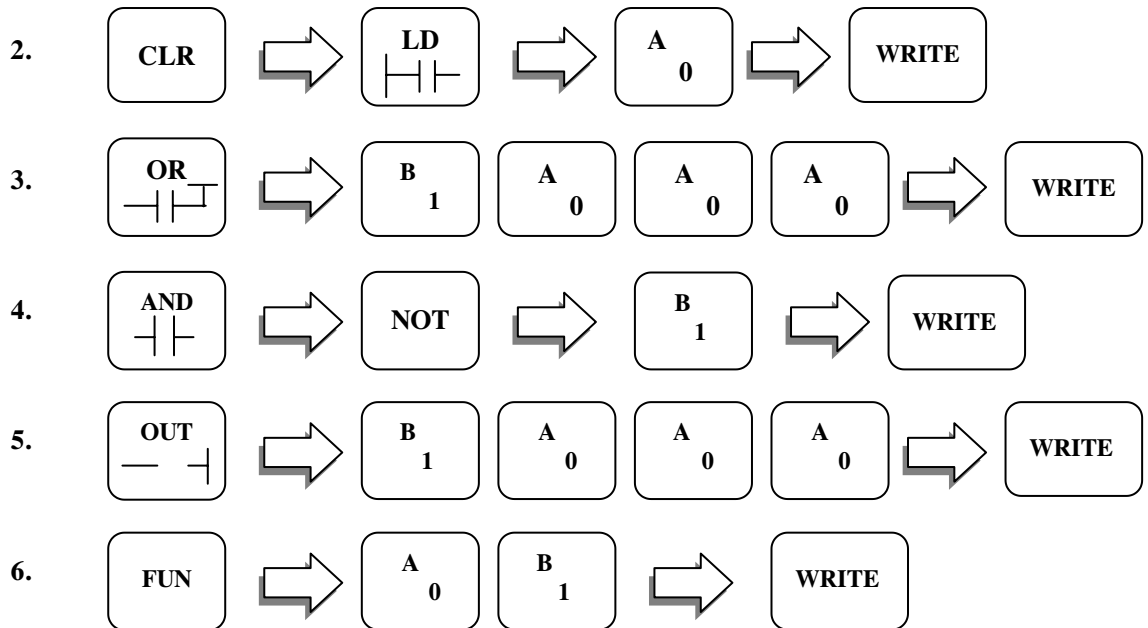 2. CLR LD A 0 WRITE
3. OR B 1 A 0 A 0 A 0 WRITE
4. AND NOT B 1 WRITE
5. OUT B 1 A 0 A 0 A 0 WRITE
6. FUN A 0 B 1 WRITE